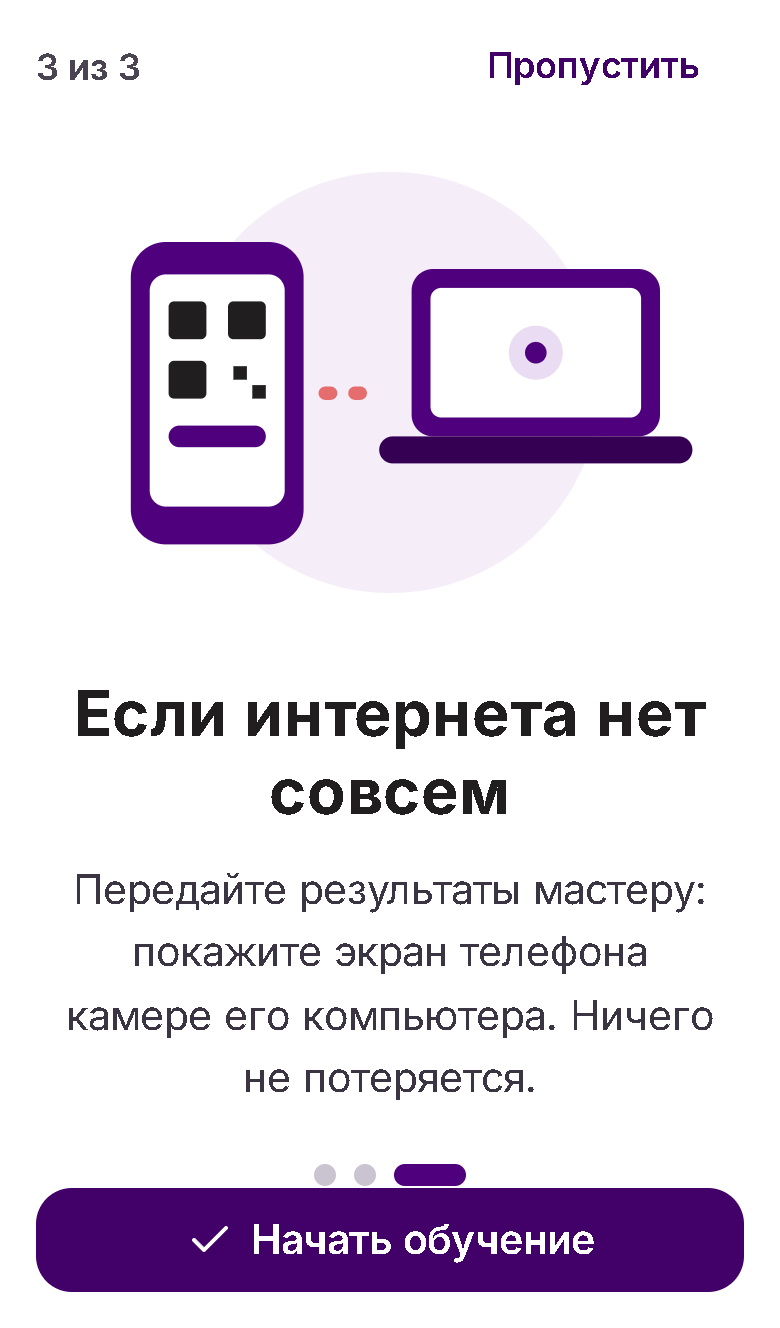 3 из 3
Пропустить
Если интернета нет
совсем
Передайте результаты мастеру:
покажите экран телефона
камере его компьютера. Ничего
не потеряется.
Начать обучение